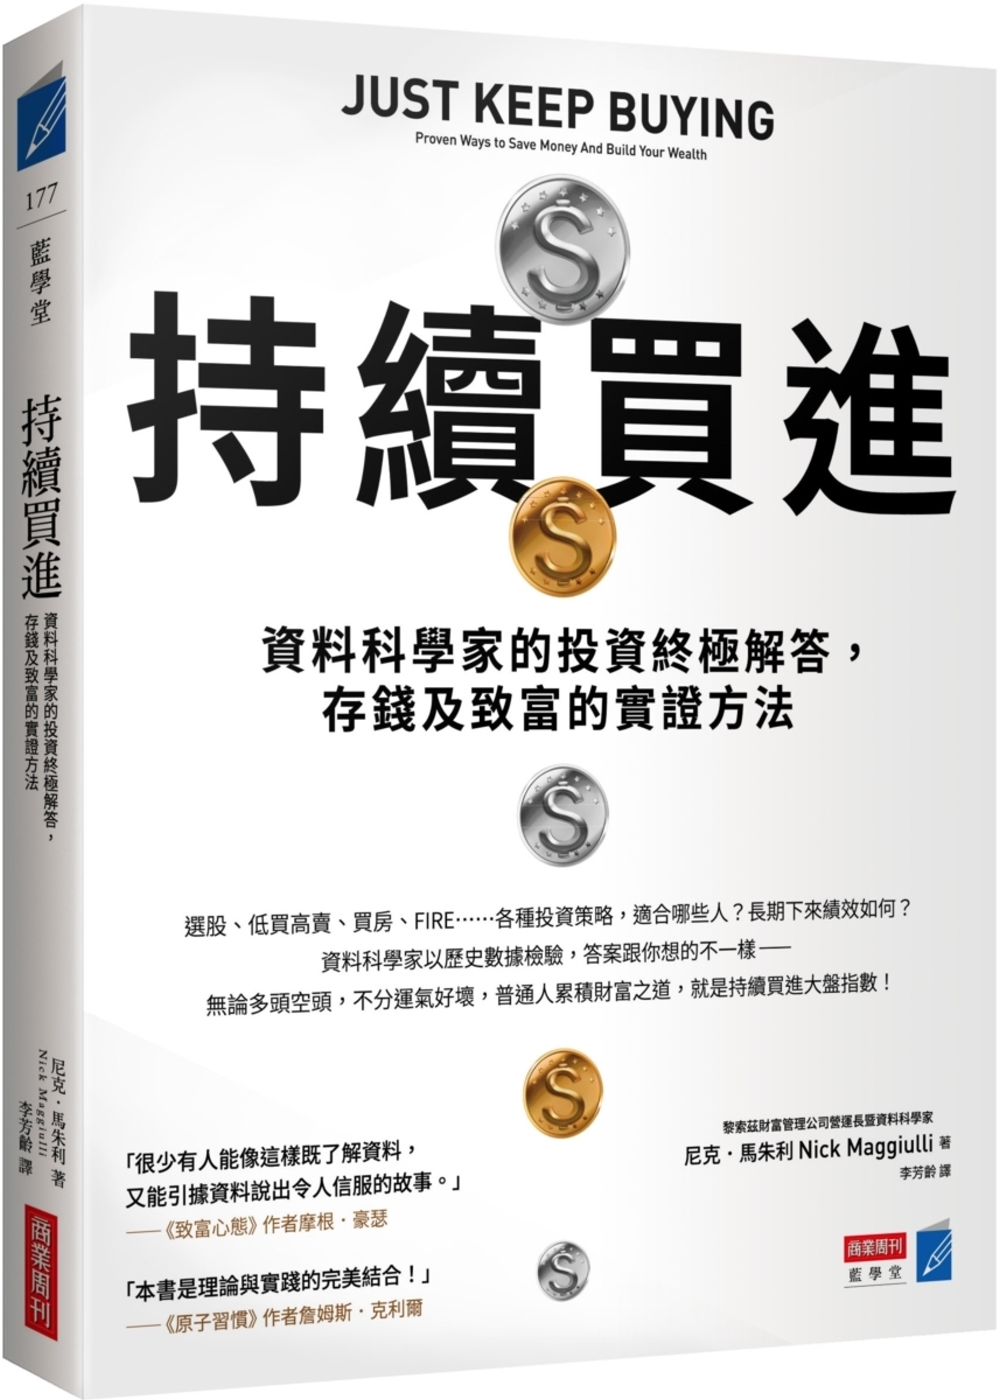 JUST KEEP BUYING
Proven Ways to Save Money And Build Your Wealth
持續買進
資料科學家的投資終極解答，
存錢及致富的實證方法
選股、低買高賣、買房、FIRE……各種投資策略，適合哪些人？長期下來績效如何？
資料科學家以歷史數據檢驗，答案跟你想的不一樣——
無論多頭空頭，不分運氣好壞，普通人累積財富之道，就是持續買進大盤指數！
「很少有人能像這樣既了解資料，
又能引據資料說出令人信服的故事。」
——《致富心態》作者摩根．豪瑟
「本書是理論與實踐的完美結合！」
——《原子習慣》作者詹姆斯．克利爾
黎索茲財富管理公司營運長暨資料科學家
尼克．馬朱利 Nick Maggiulli 著
李芳齡 譯
商業周刊
藍學堂
177
藍學堂
持續買進
資料科學家的投資終極解答，
存錢及致富的實證方法
尼克．馬朱利 著
Nick Maggiulli
李芳齡 譯
商業周刊